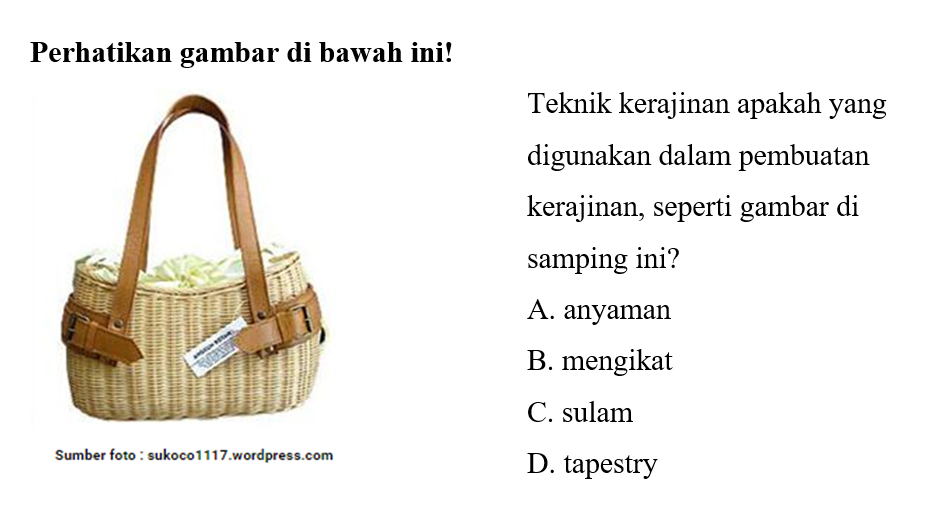 Perhatikan gambar di bawah ini!
Teknik kerajinan apakah yang
digunakan dalam pembuatan
kerajinan, seperti gambar di
samping ini?
A. anyaman
B. mengikat
C. sulam
D. tapestry
Sumber foto : sukoco1117.wordpress.com